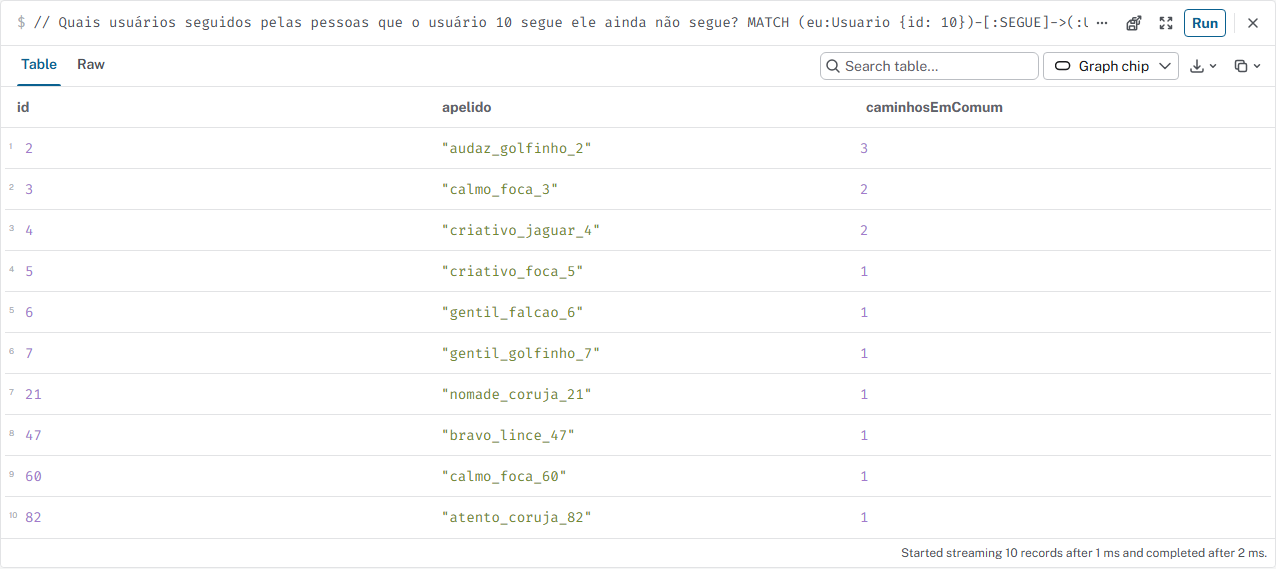 $ // Quais usuários seguidos pelas pessoas que o usuário 10 segue ele ainda não segue? MATCH (eu:Usuario {id: 10})-[:SEGUE]->(:U ··· Run
Table Raw Search table... Graph chip
id apelido caminhosEmComum
1 2 "audaz_golfinho_2" 3
2 3 "calmo_foca_3" 2
3 4 "criativo_jaguar_4" 2
4 5 "criativo_foca_5" 1
5 6 "gentil_falcao_6" 1
6 7 "gentil_golfinho_7" 1
7 21 "nomade_coruja_21" 1
8 47 "bravo_lince_47" 1
9 60 "calmo_foca_60" 1
10 82 "atento_coruja_82" 1
Started streaming 10 records after 1 ms and completed after 2 ms.